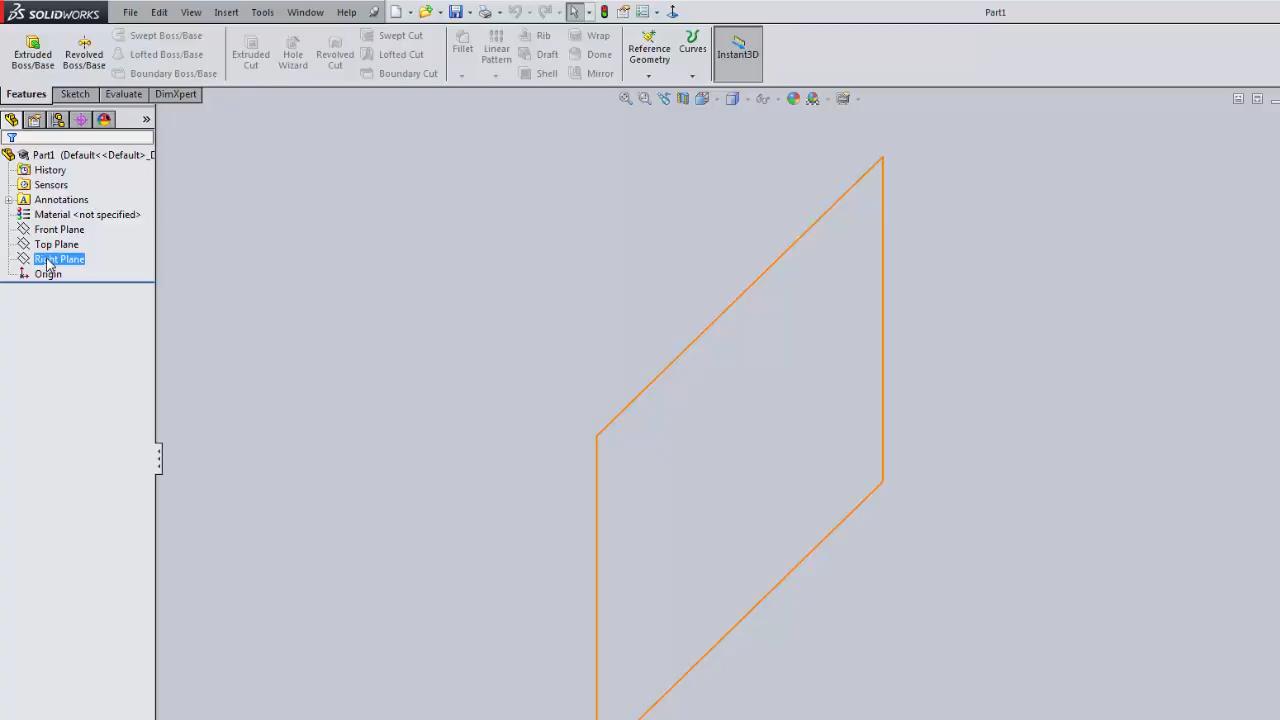 SOLIDWORKS File Edit View Insert Tools Window Help Part1
Extruded Boss/Base
Revolved Boss/Base
Swept Boss/Base
Lofted Boss/Base
Boundary Boss/Base
Extruded Cut
Hole Wizard
Revolved Cut
Swept Cut
Lofted Cut
Boundary Cut
Fillet
Linear Pattern
Rib
Draft
Shell
Wrap
Dome
Mirror
Reference Geometry
Curves
Instant3D
Features Sketch Evaluate DimXpert
Part1 (Default<<Default>_D
History
Sensors
Annotations
Material <not specified>
Front Plane
Top Plane
Right Plane
Origin